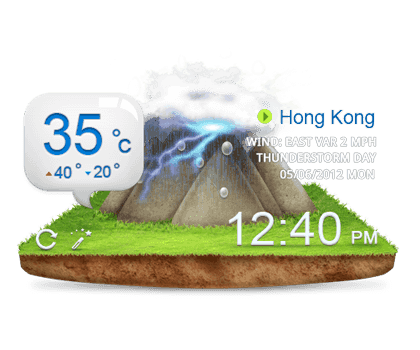 35°c
40° 20°
Hong Kong
WIND: EAST VAR 2 MPH
THUNDERSTORM DAY
05/06/2012 MON
12:40 PM